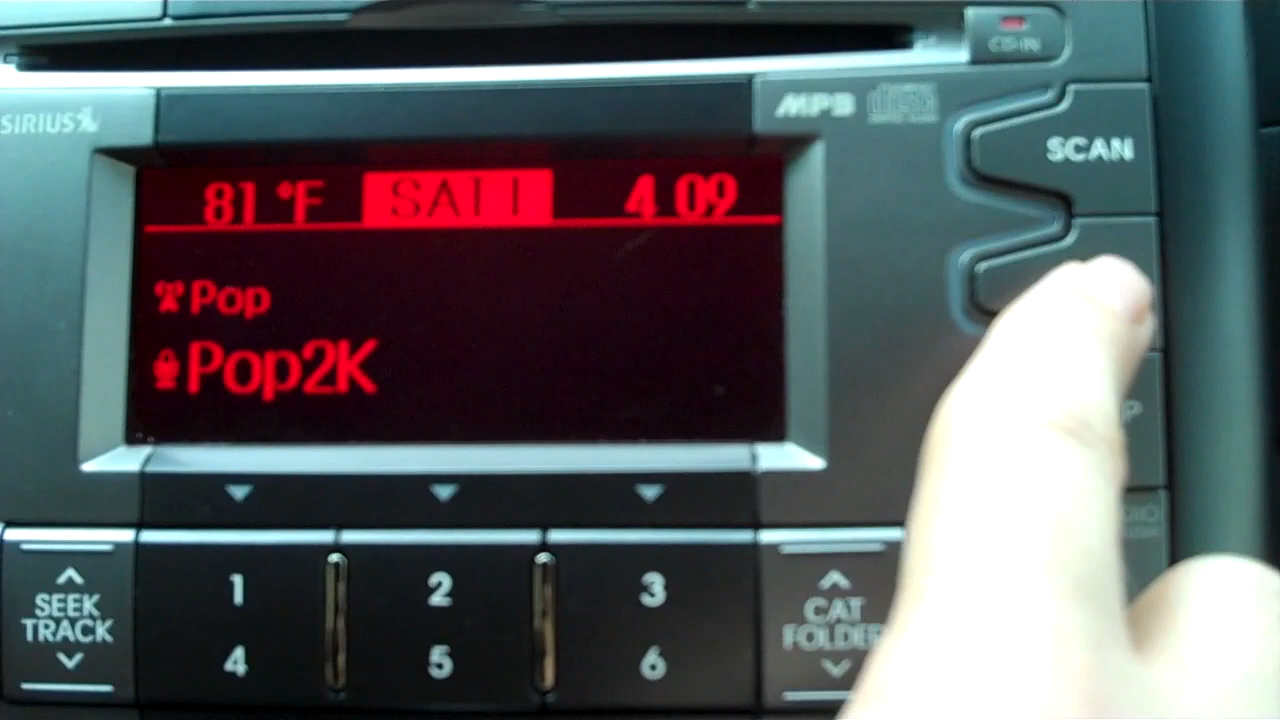 CD-IN
SIRIUS
MP3
SCAN
81 °F SAT1 4 09
Pop
Pop2K
P
SEEK
TRACK
1 2 3
4 5 6
CAT
FOLDER